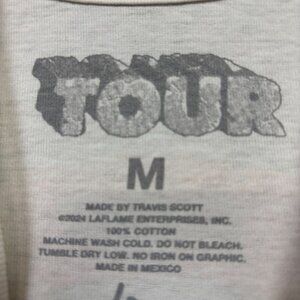 TOUR
M
MADE BY TRAVIS SCOTT
©2024 LAFLAME ENTERPRISES, INC.
100% COTTON
MACHINE WASH COLD. DO NOT BLEACH.
TUMBLE DRY LOW. NO IRON ON GRAPHIC.
MADE IN MEXICO